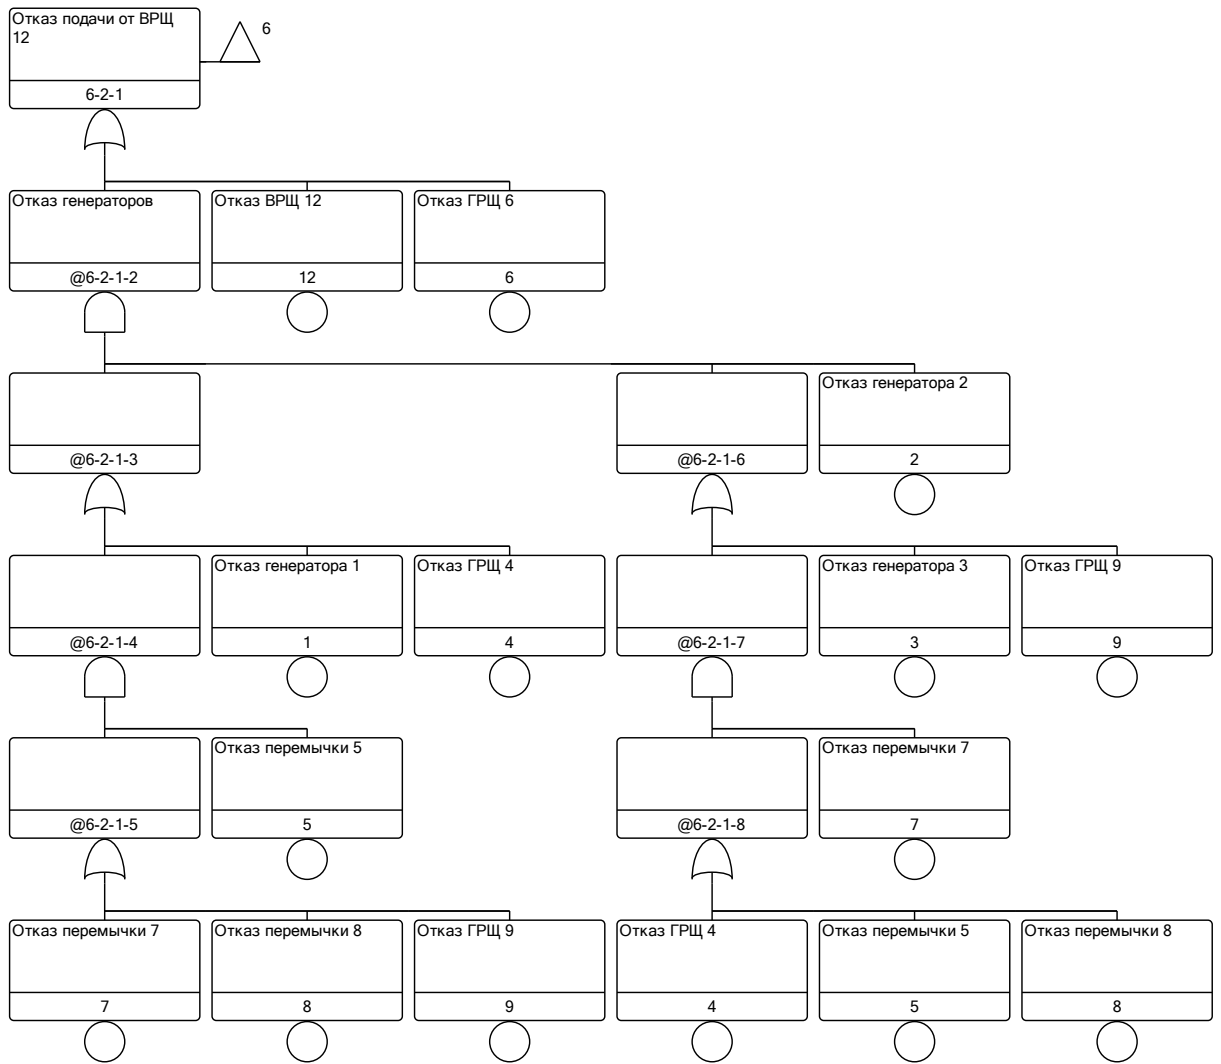 Отказ подачи от ВРЩ
12
6
6-2-1
Отказ генераторов
Отказ ВРЩ 12
Отказ ГРЩ 6
@6-2-1-2
12
6
Отказ генератора 2
@6-2-1-3
@6-2-1-6
2
Отказ генератора 1
Отказ ГРЩ 4
Отказ генератора 3
Отказ ГРЩ 9
@6-2-1-4
1
4
@6-2-1-7
3
9
Отказ перемычки 5
Отказ перемычки 7
@6-2-1-5
5
@6-2-1-8
7
Отказ перемычки 7
Отказ перемычки 8
Отказ ГРЩ 9
Отказ ГРЩ 4
Отказ перемычки 5
Отказ перемычки 8
7
8
9
4
5
8